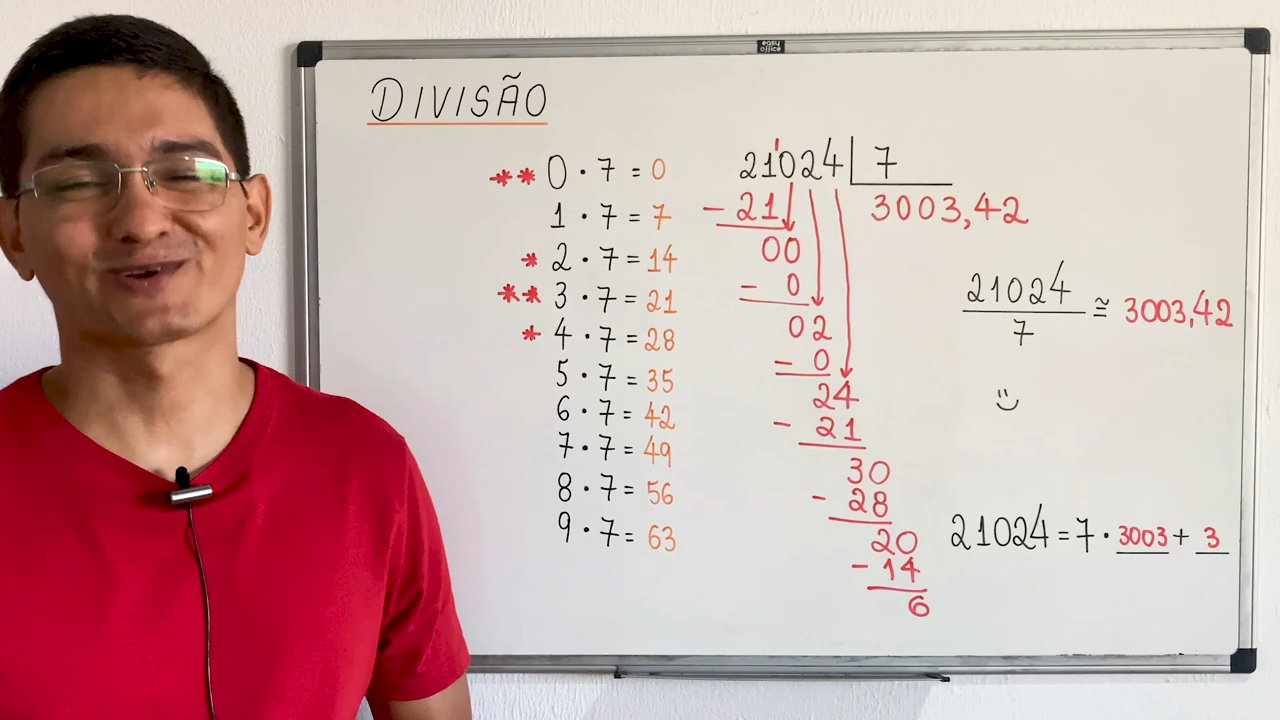 easy office
DIVISÃO
** 0 · 7 = 0
1 · 7 = 7
* 2 · 7 = 14
** 3 · 7 = 21
* 4 · 7 = 28
5 · 7 = 35
6 · 7 = 42
7 · 7 = 49
8 · 7 = 56
9 · 7 = 63
21024 | 7
- 21
3003,42
00
- 0
02
- 0
24
- 21
30
- 28
20
- 14
6
21024
7
≅ 3003,42
21024 = 7 · 3003 + 3